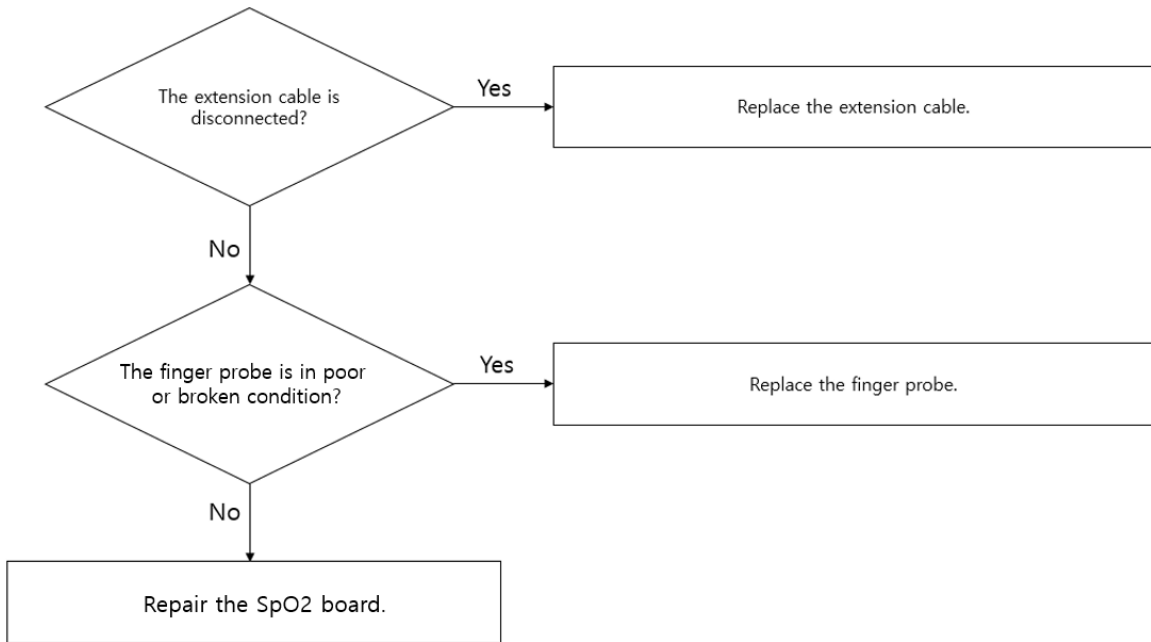 The extension cable is
disconnected?
Yes
Replace the extension cable.
No
The finger probe is in poor
or broken condition?
Yes
Replace the finger probe.
No
Repair the SpO2 board.